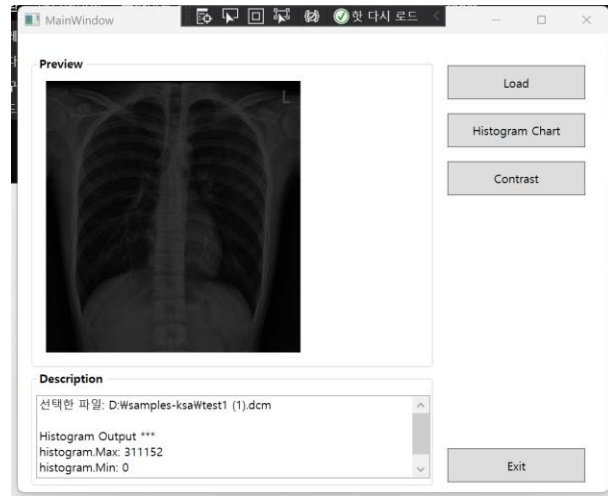 MainWindow
핫 다시 로드
Preview
L
Load
Histogram Chart
Contrast
Description
선택한 파일: D:₩samples-ksa₩test1 (1).dcm
Histogram Output ***
histogram.Max: 311152
histogram.Min: 0
Exit